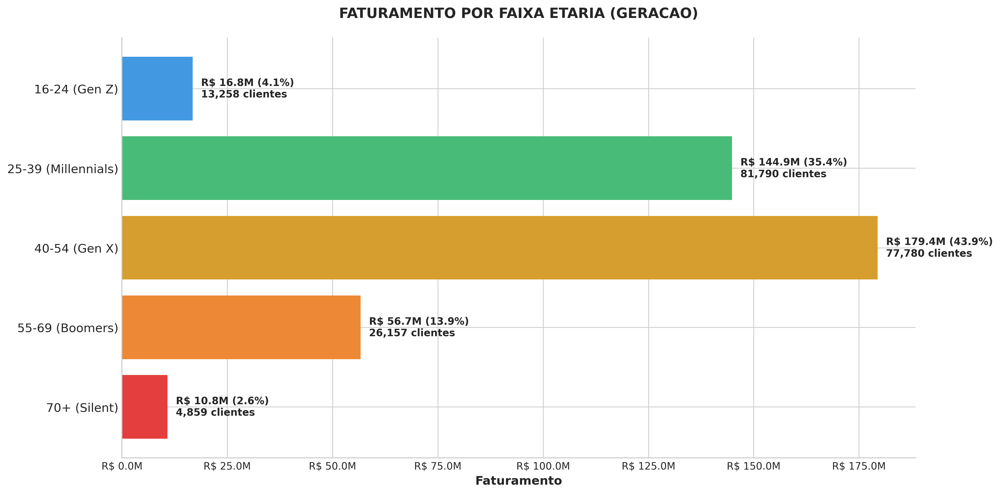 FATURAMENTO POR FAIXA ETARIA (GERACAO)
16-24 (Gen Z)
R$ 16.8M (4.1%)
13,258 clientes
25-39 (Millennials)
R$ 144.9M (35.4%)
81,790 clientes
40-54 (Gen X)
R$ 179.4M (43.9%)
77,780 clientes
55-69 (Boomers)
R$ 56.7M (13.9%)
26,157 clientes
70+ (Silent)
R$ 10.8M (2.6%)
4,859 clientes
R$ 0.0M R$ 25.0M R$ 50.0M R$ 75.0M R$ 100.0M R$ 125.0M R$ 150.0M R$ 175.0M
Faturamento